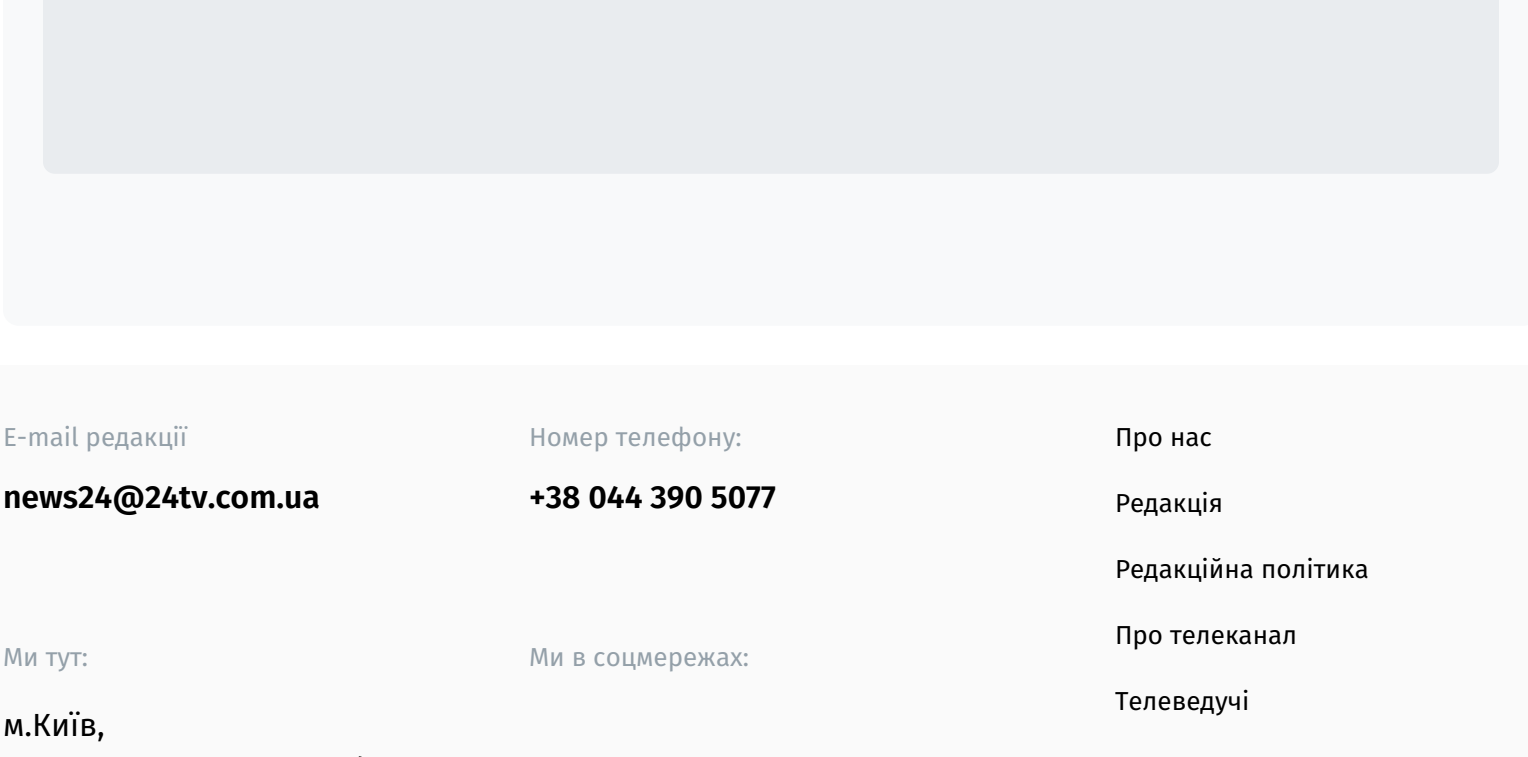 E-mail редакції
news24@24tv.com.ua
Номер телефону:
+38 044 390 5077
Ми тут:
м.Київ,
Ми в соцмережах:
Про нас
Редакція
Редакційна політика
Про телеканал
Телеведучі